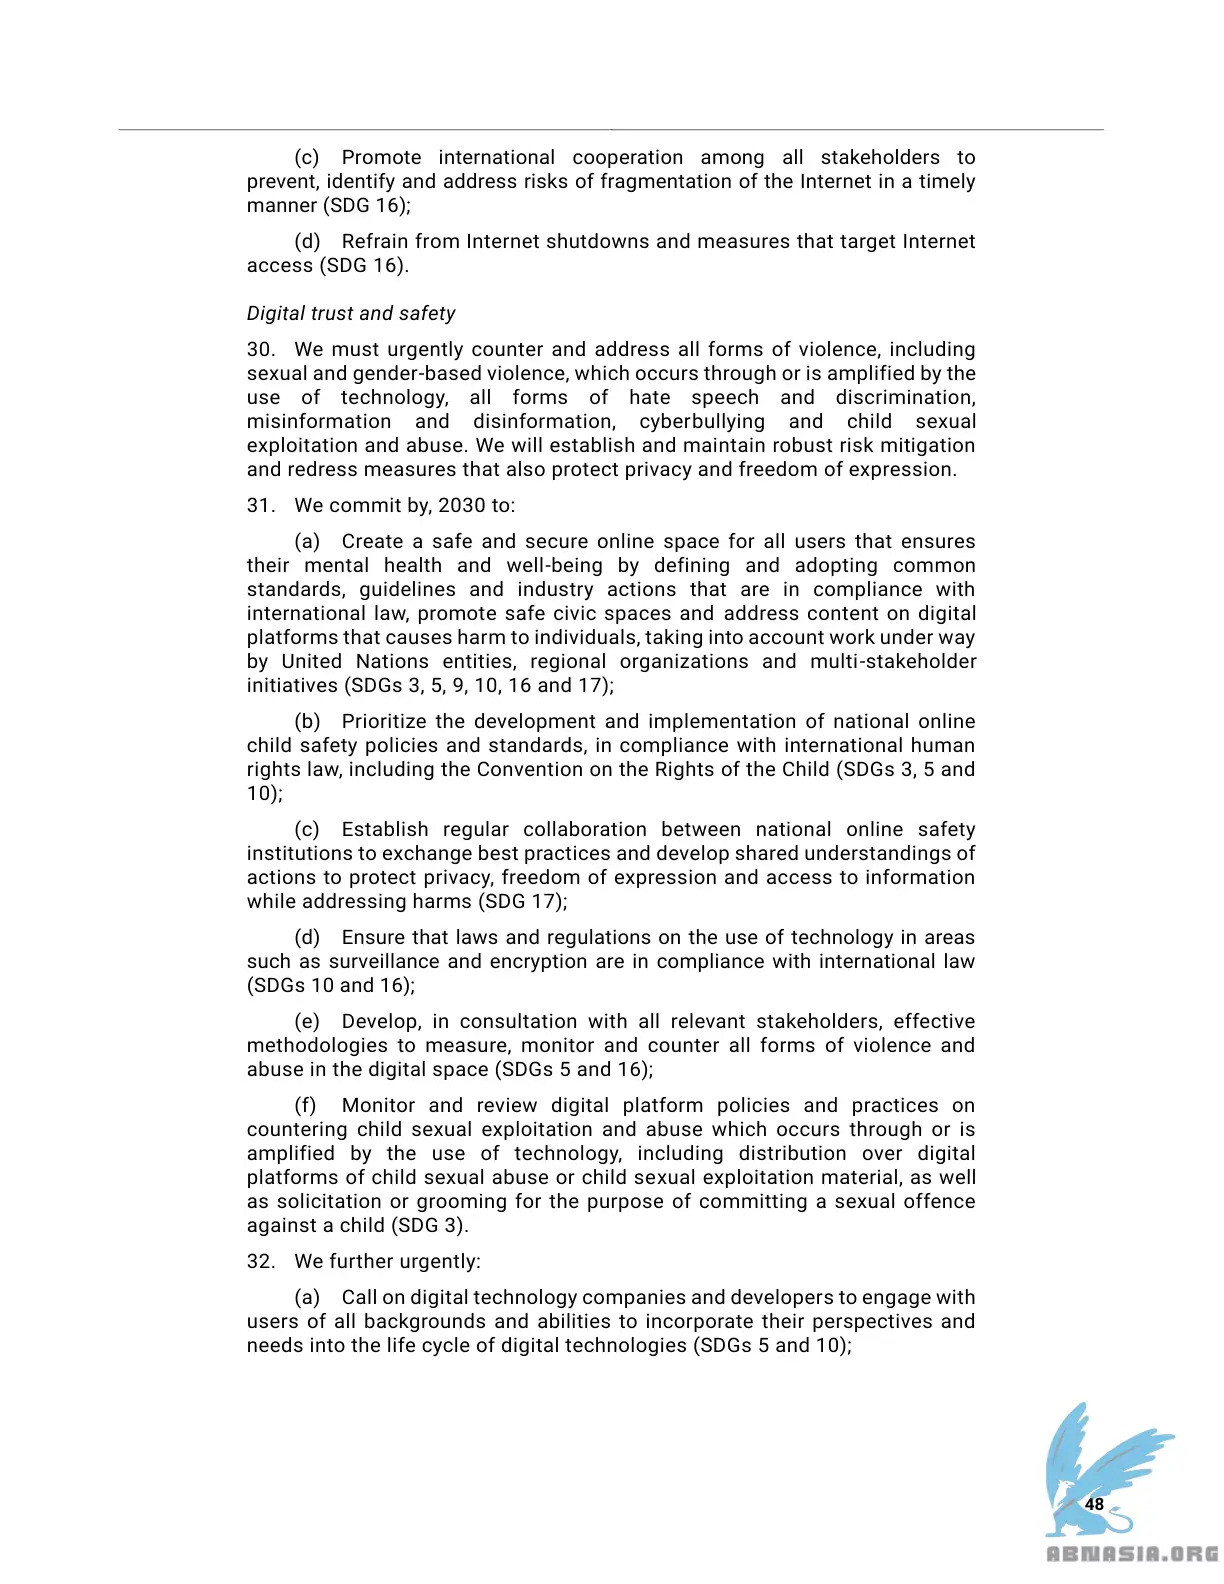 (c) Promote international cooperation among all stakeholders to
prevent, identify and address risks of fragmentation of the Internet in a timely
manner (SDG 16);
(d) Refrain from Internet shutdowns and measures that target Internet
access (SDG 16).
Digital trust and safety
30. We must urgently counter and address all forms of violence, including
sexual and gender-based violence, which occurs through or is amplified by the
use of technology, all forms of hate speech and discrimination,
misinformation and disinformation, cyberbullying and child sexual
exploitation and abuse. We will establish and maintain robust risk mitigation
and redress measures that also protect privacy and freedom of expression.
31. We commit by, 2030 to:
(a) Create a safe and secure online space for all users that ensures
their mental health and well-being by defining and adopting common
standards, guidelines and industry actions that are in compliance with
international law, promote safe civic spaces and address content on digital
platforms that causes harm to individuals, taking into account work under way
by United Nations entities, regional organizations and multi-stakeholder
initiatives (SDGs 3, 5, 9, 10, 16 and 17);
(b) Prioritize the development and implementation of national online
child safety policies and standards, in compliance with international human
rights law, including the Convention on the Rights of the Child (SDGs 3, 5 and
10);
(c) Establish regular collaboration between national online safety
institutions to exchange best practices and develop shared understandings of
actions to protect privacy, freedom of expression and access to information
while addressing harms (SDG 17);
(d) Ensure that laws and regulations on the use of technology in areas
such as surveillance and encryption are in compliance with international law
(SDGs 10 and 16);
(e) Develop, in consultation with all relevant stakeholders, effective
methodologies to measure, monitor and counter all forms of violence and
abuse in the digital space (SDGs 5 and 16);
(f) Monitor and review digital platform policies and practices on
countering child sexual exploitation and abuse which occurs through or is
amplified by the use of technology, including distribution over digital
platforms of child sexual abuse or child sexual exploitation material, as well
as solicitation or grooming for the purpose of committing a sexual offence
against a child (SDG 3).
32. We further urgently:
(a) Call on digital technology companies and developers to engage with
users of all backgrounds and abilities to incorporate their perspectives and
needs into the life cycle of digital technologies (SDGs 5 and 10);
48
ABNASIA.ORG